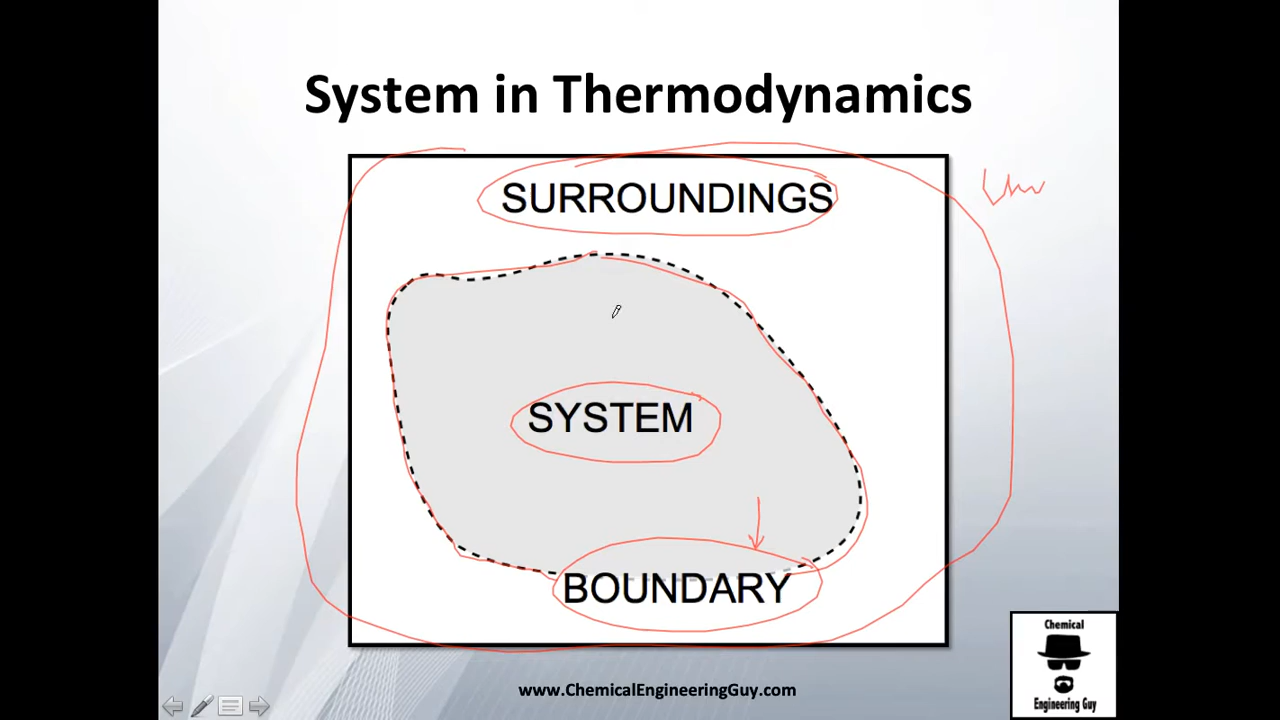 System in Thermodynamics
SURROUNDINGS
SYSTEM
BOUNDARY
www.ChemicalEngineeringGuy.com
Chemical
Engineering Guy